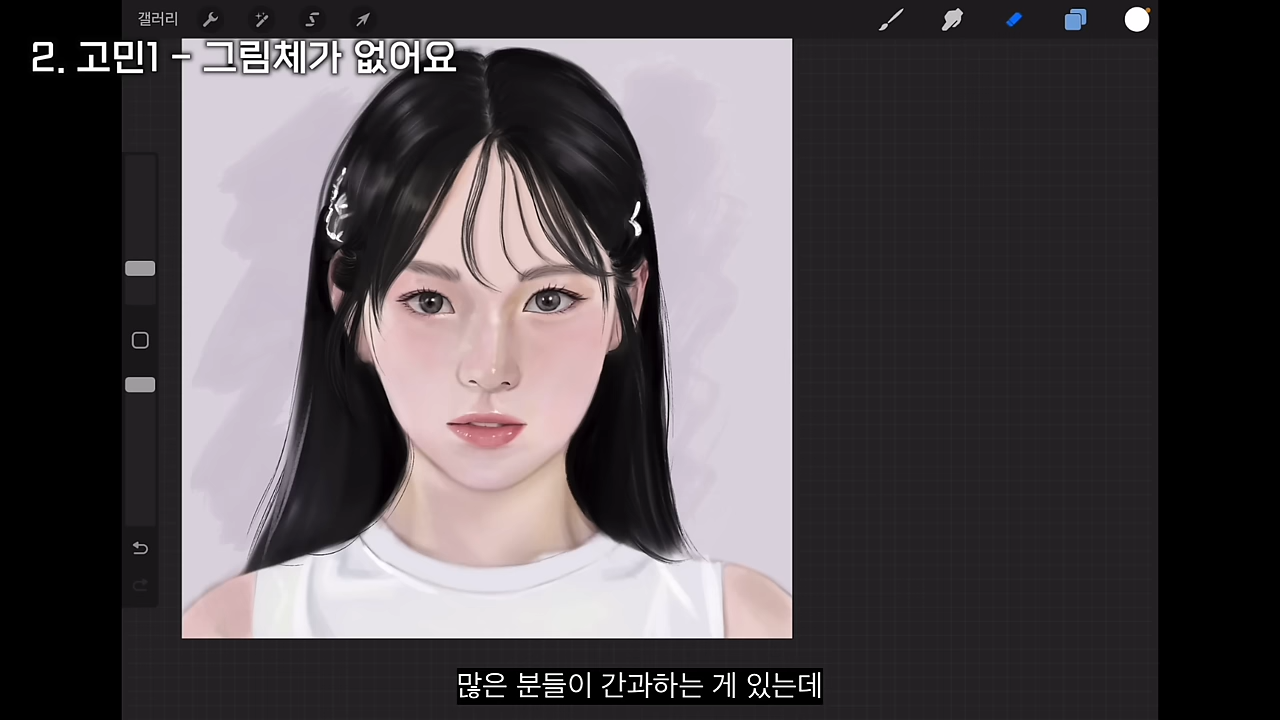 갤러리
2. 고민1 - 그림체가 없어요
많은 분들이 간과하는 게 있는데